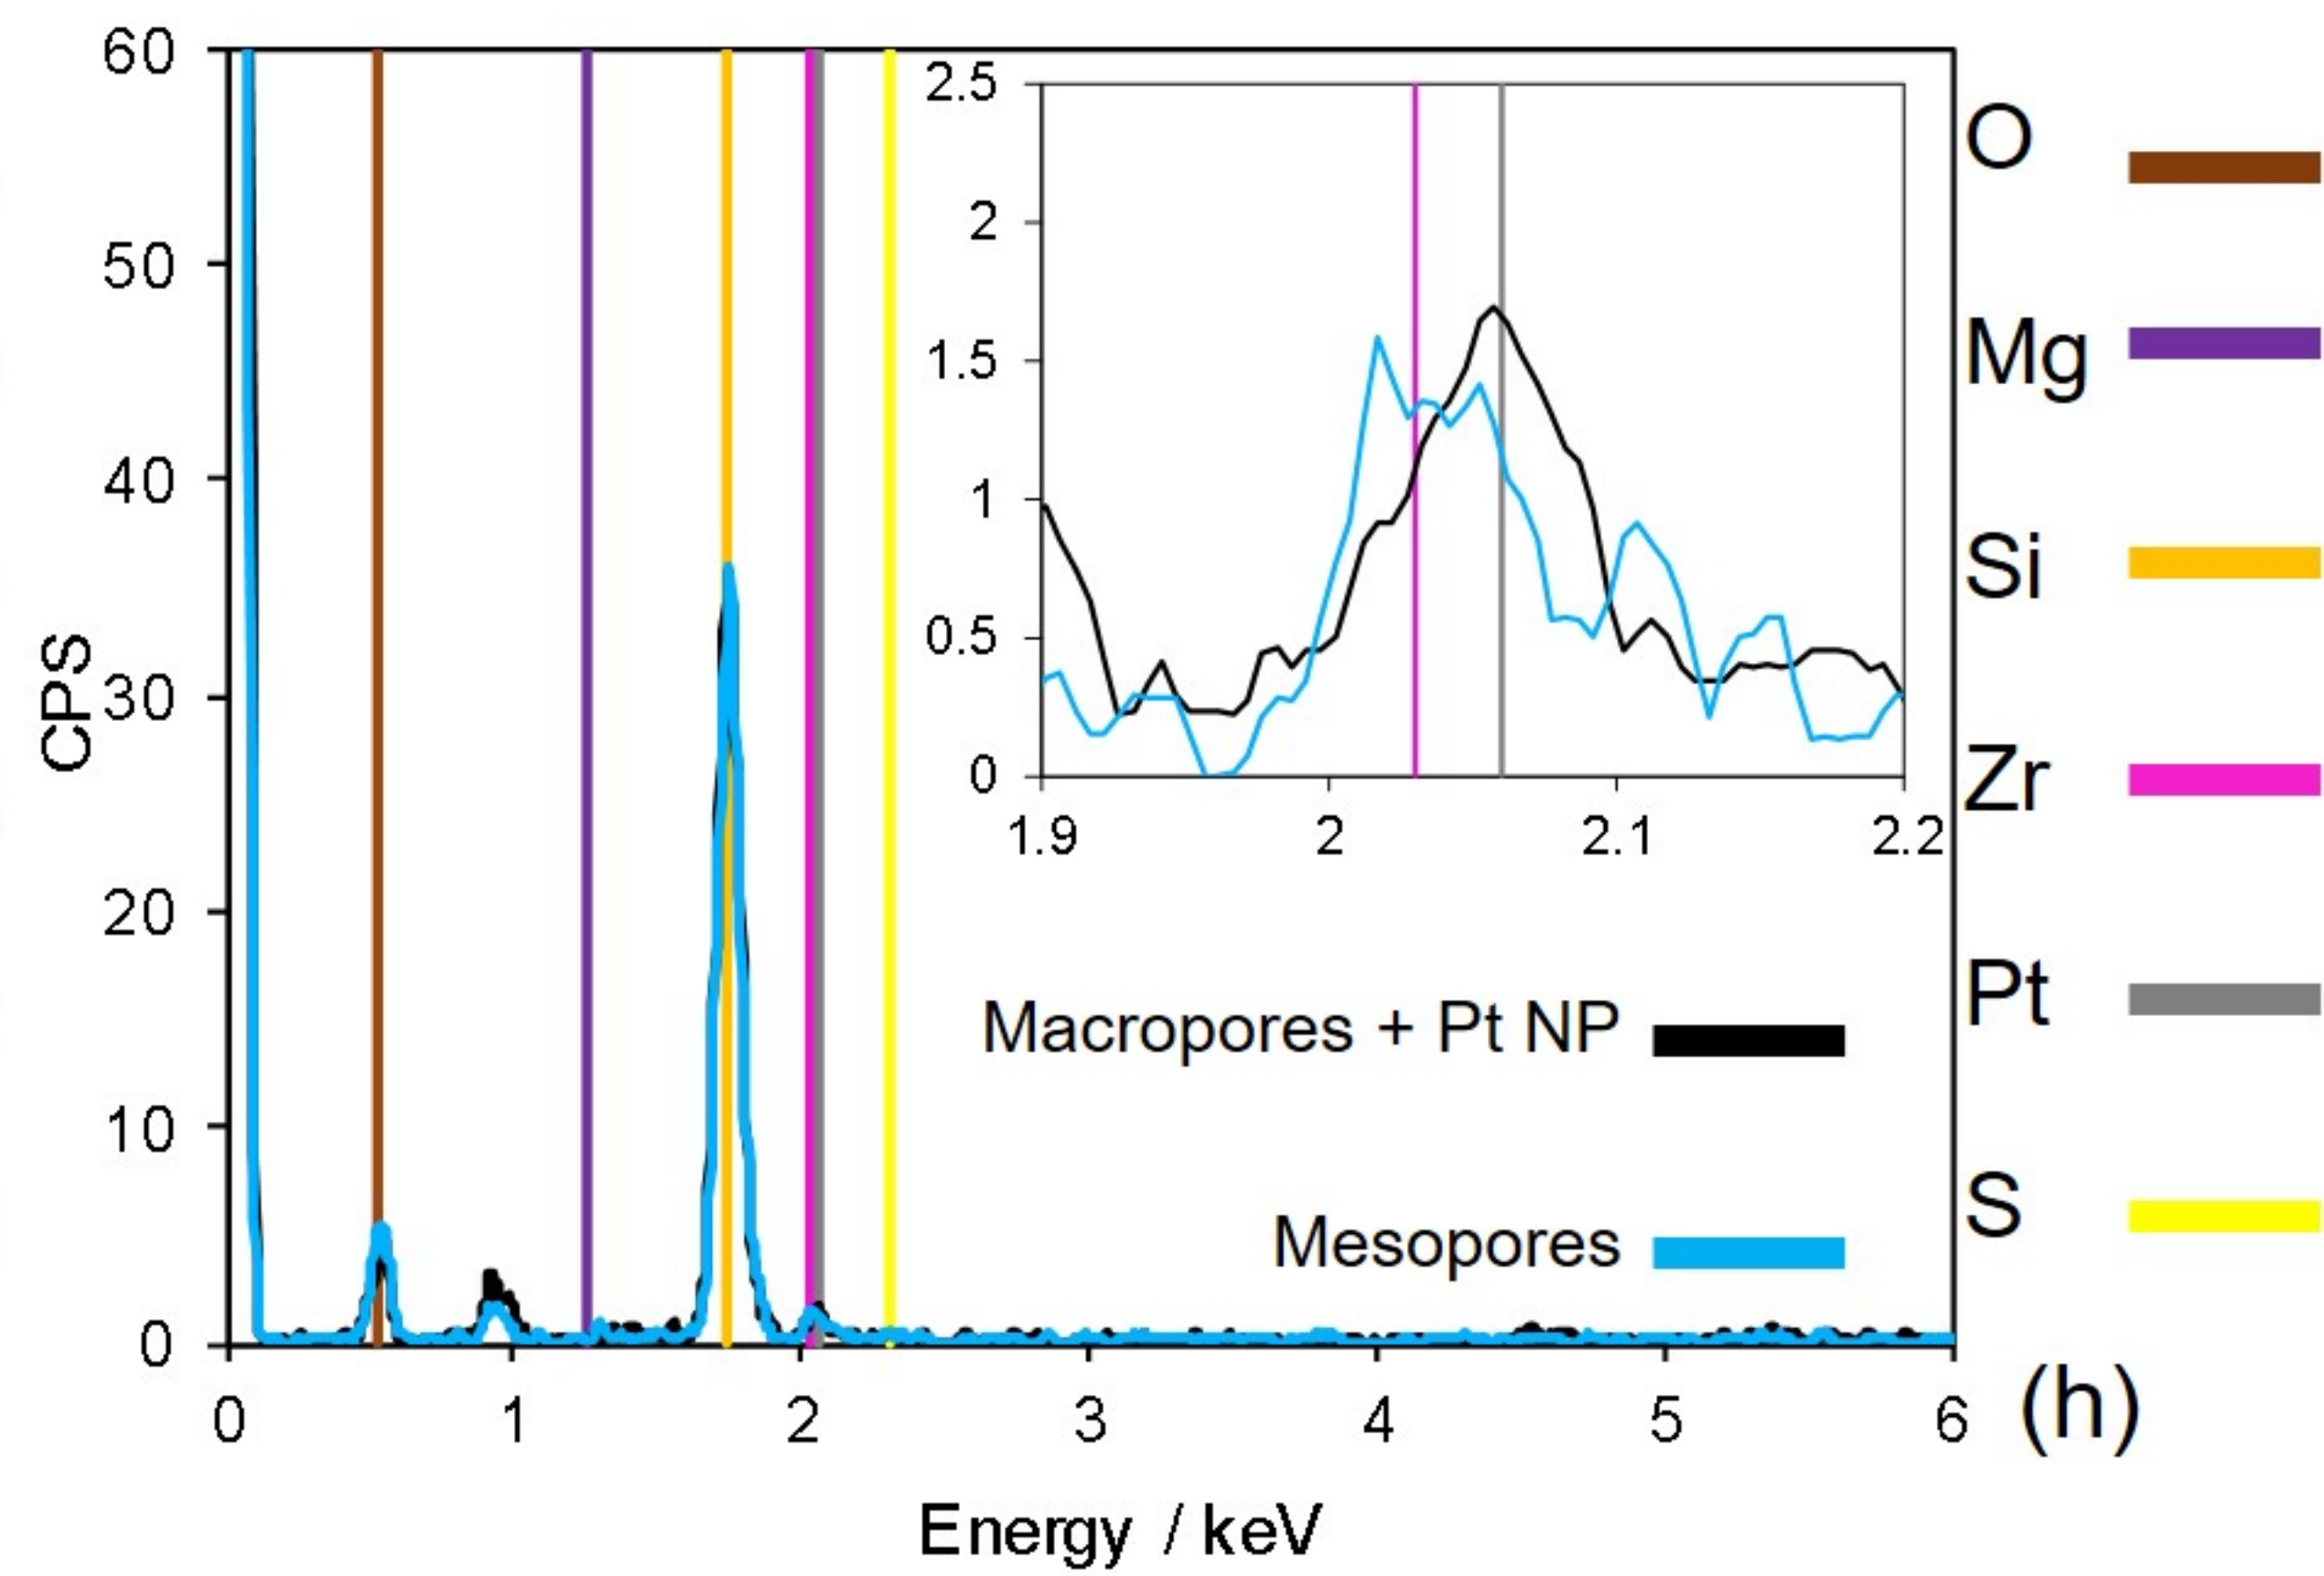 60
50
40
30
20
10
0
CPS
0 1 2 3 4 5 6
Energy / keV
2.5
2
1.5
1
0.5
0
1.9 2 2.1 2.2
Macropores + Pt NP
Mesopores
O
Mg
Si
Zr
Pt
S
(h)